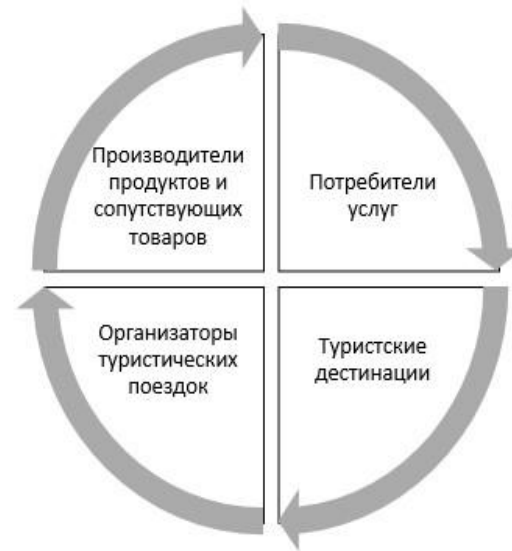 Производители
продуктов и
сопутствующих
товаров
Потребители
услуг
Организаторы
туристических
поездок
Туристские
дестинации